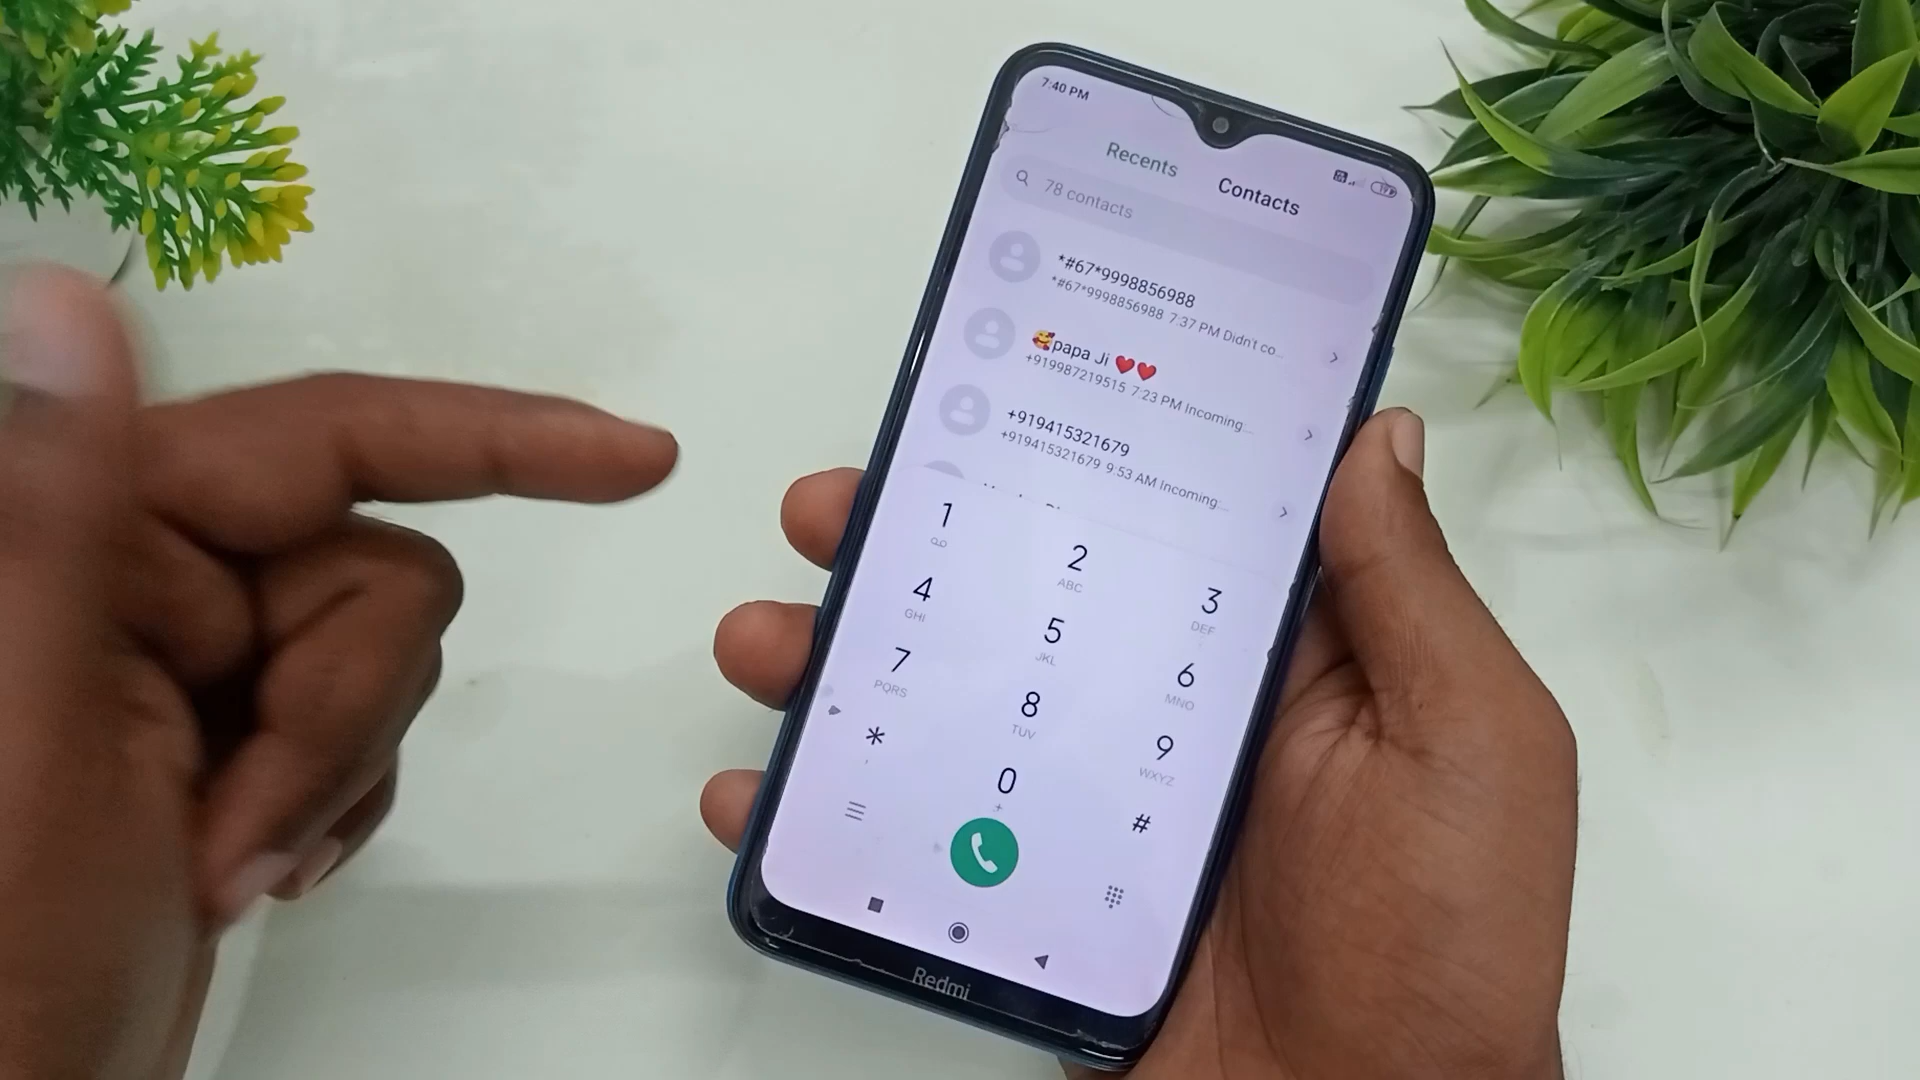 7:40 PM
Recents
Contacts
78 contacts
*#67*9998856988
*#67*9998856988 7:37 PM Didn't co...
🥰papa Ji ❤️❤️
+919987219515 7:23 PM Incoming...
+919415321679
+919415321679 9:53 AM Incoming...
1
2
ABC
3
DEF
4
GHI
5
JKL
6
MNO
7
PQRS
8
TUV
9
WXYZ
*
,
0
+
#
Redmi